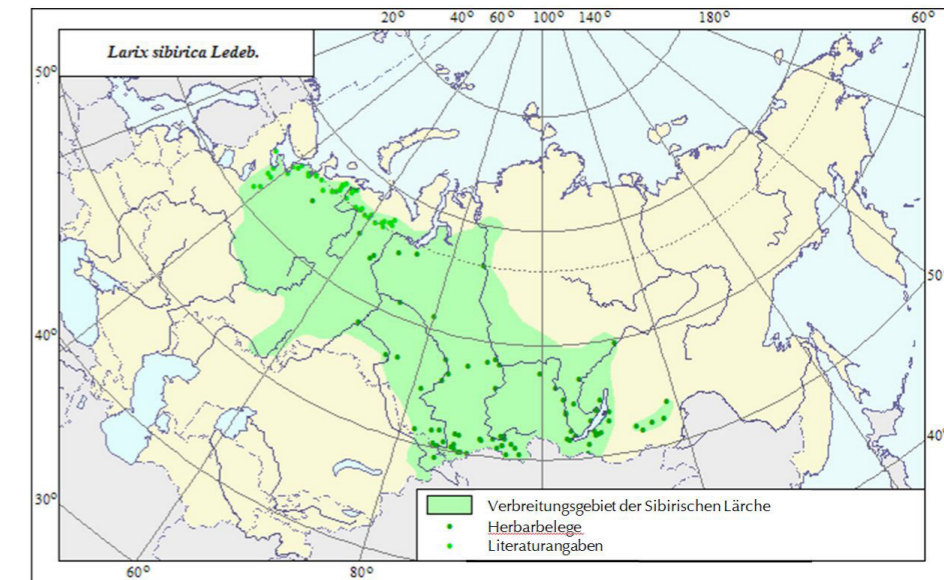 20° 40° 60° 100° 140° 180° 60°
Larix sibirica Ledeb.
50°
50°
40°
40°
30°
Verbreitungsgebiet der Sibirischen Lärche
Herbarbelege
Literaturangaben
60° 80°